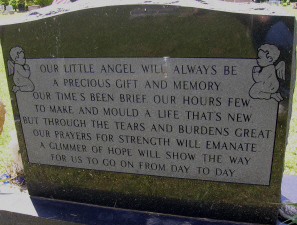 OUR LITTLE ANGEL WILL ALWAYS BE
A PRECIOUS GIFT AND MEMORY
OUR TIME'S BEEN BRIEF OUR HOURS FEW
TO MAKE AND MOULD A LIFE THAT'S NEW
BUT THROUGH THE TEARS AND BURDENS GREAT
OUR PRAYERS FOR STRENGTH WILL EMANATE
A GLIMMER OF HOPE WILL SHOW THE WAY
FOR US TO GO ON FROM DAY TO DAY